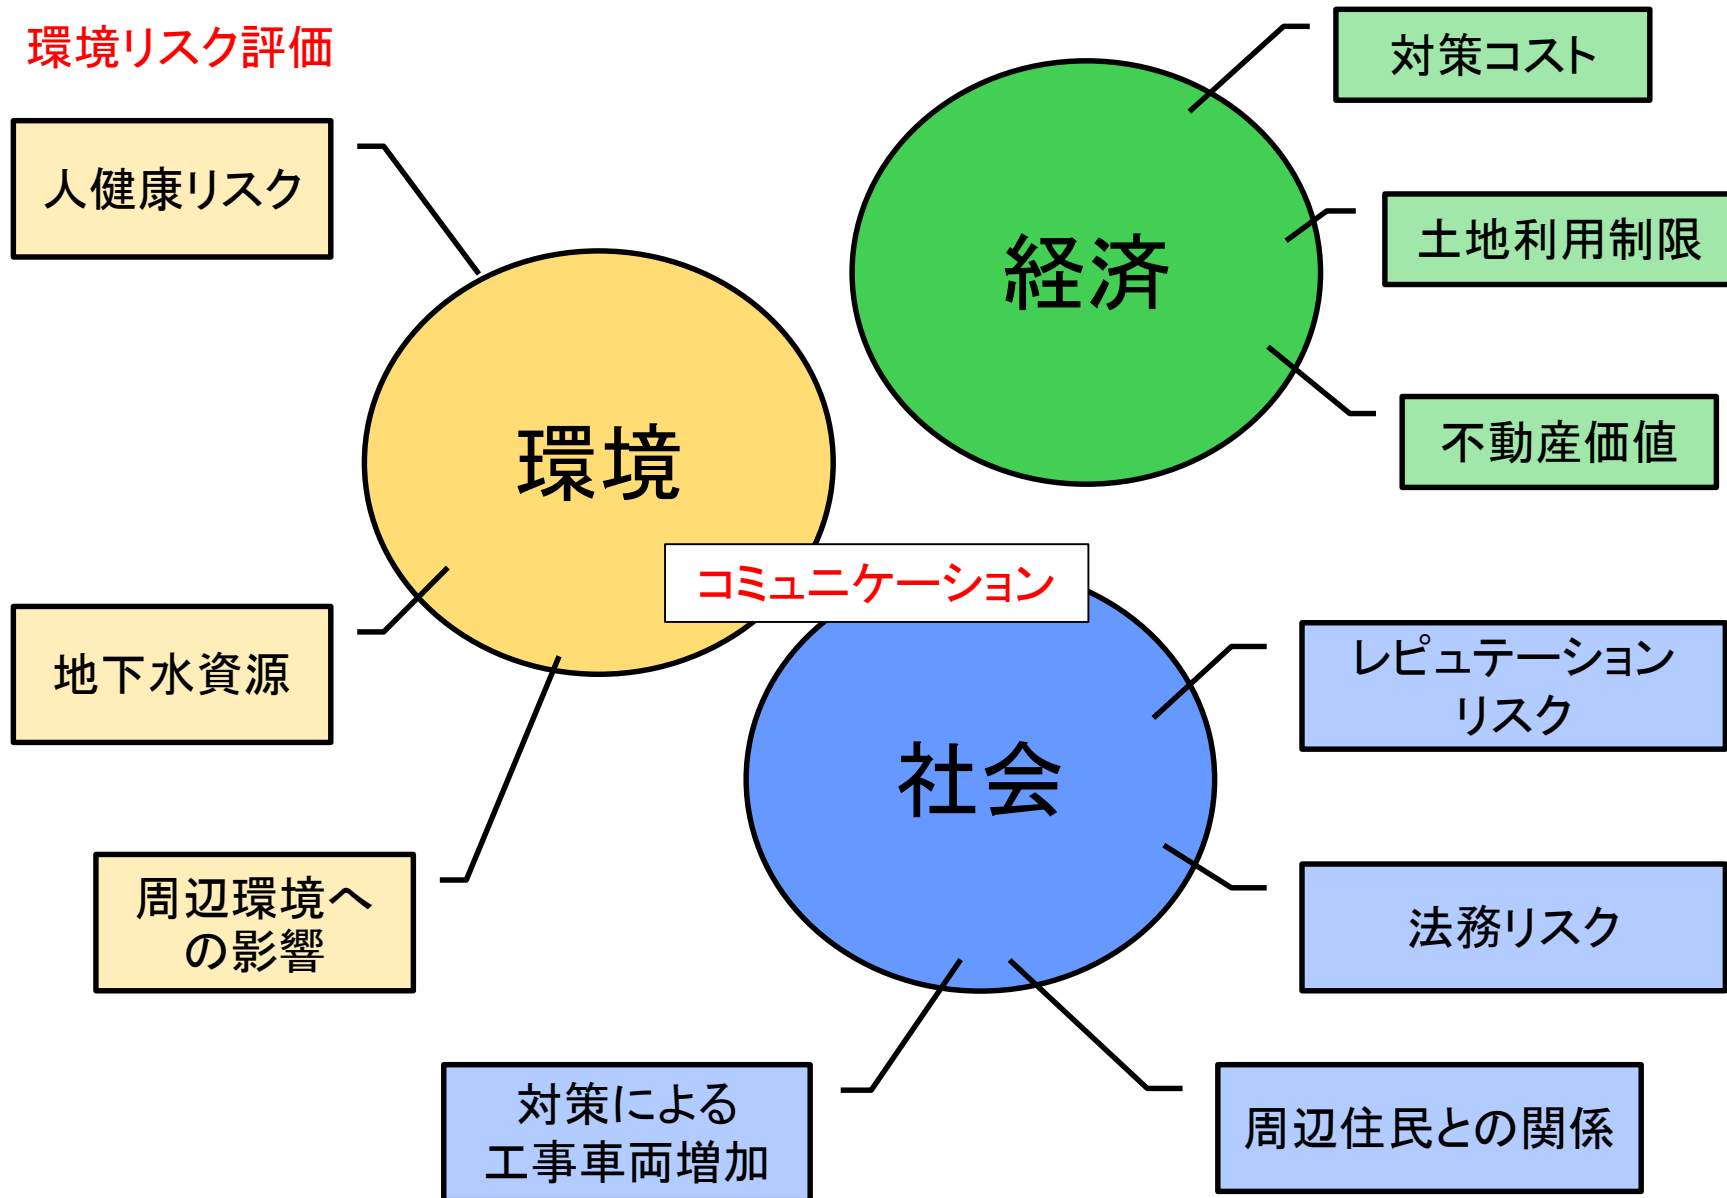 環境リスク評価
対策コスト
人健康リスク
土地利用制限
経済
不動産価値
環境
コミュニケーション
地下水資源
レピュテーション
リスク
社会
周辺環境へ
の影響
法務リスク
対策による
工事車両増加
周辺住民との関係